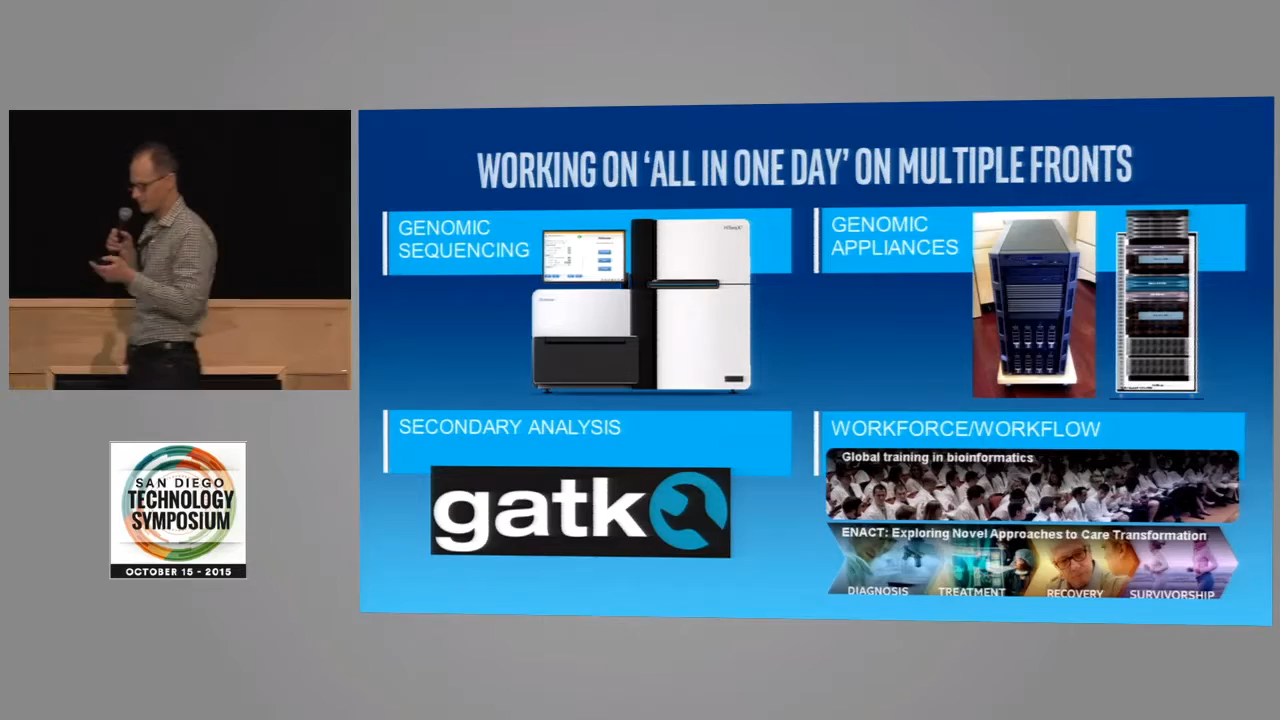 WORKING ON ‘ALL IN ONE DAY’ ON MULTIPLE FRONTS
GENOMIC
SEQUENCING
GENOMIC
APPLIANCES
SECONDARY ANALYSIS
gatk
WORKFORCE/WORKFLOW
Global training in bioinformatics
ENACT: Exploring Novel Approaches to Care Transformation
DIAGNOSIS
TREATMENT
RECOVERY
SURVIVORSHIP
SAN DIEGO
TECHNOLOGY
SYMPOSIUM
OCTOBER 15 - 2015